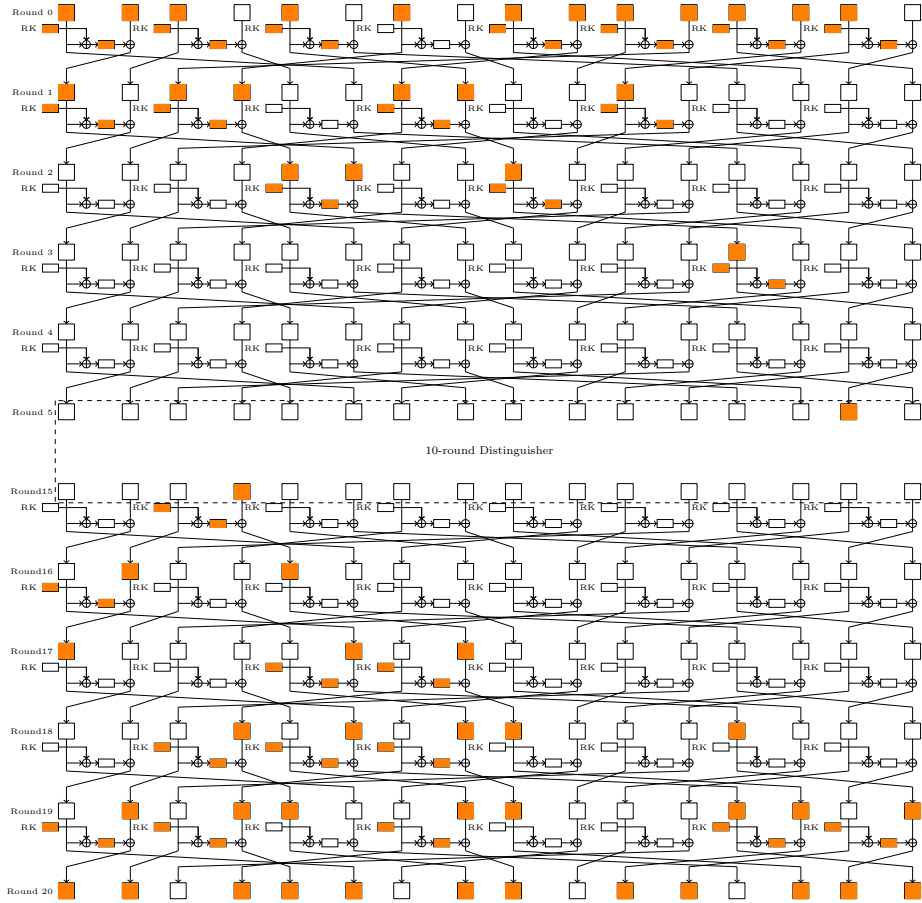 Round 0
RK RK RK RK RK RK RK RK
Round 1
RK RK RK RK RK RK RK RK
Round 2
RK RK RK RK RK RK RK RK
Round 3
RK RK RK RK RK RK RK RK
Round 4
RK RK RK RK RK RK RK RK
Round 5
10-round Distinguisher
Round15
RK RK RK RK RK RK RK RK
Round16
RK RK RK RK RK RK RK RK
Round17
RK RK RK RK RK RK RK RK
Round18
RK RK RK RK RK RK RK RK
Round19
RK RK RK RK RK RK RK RK
Round 20